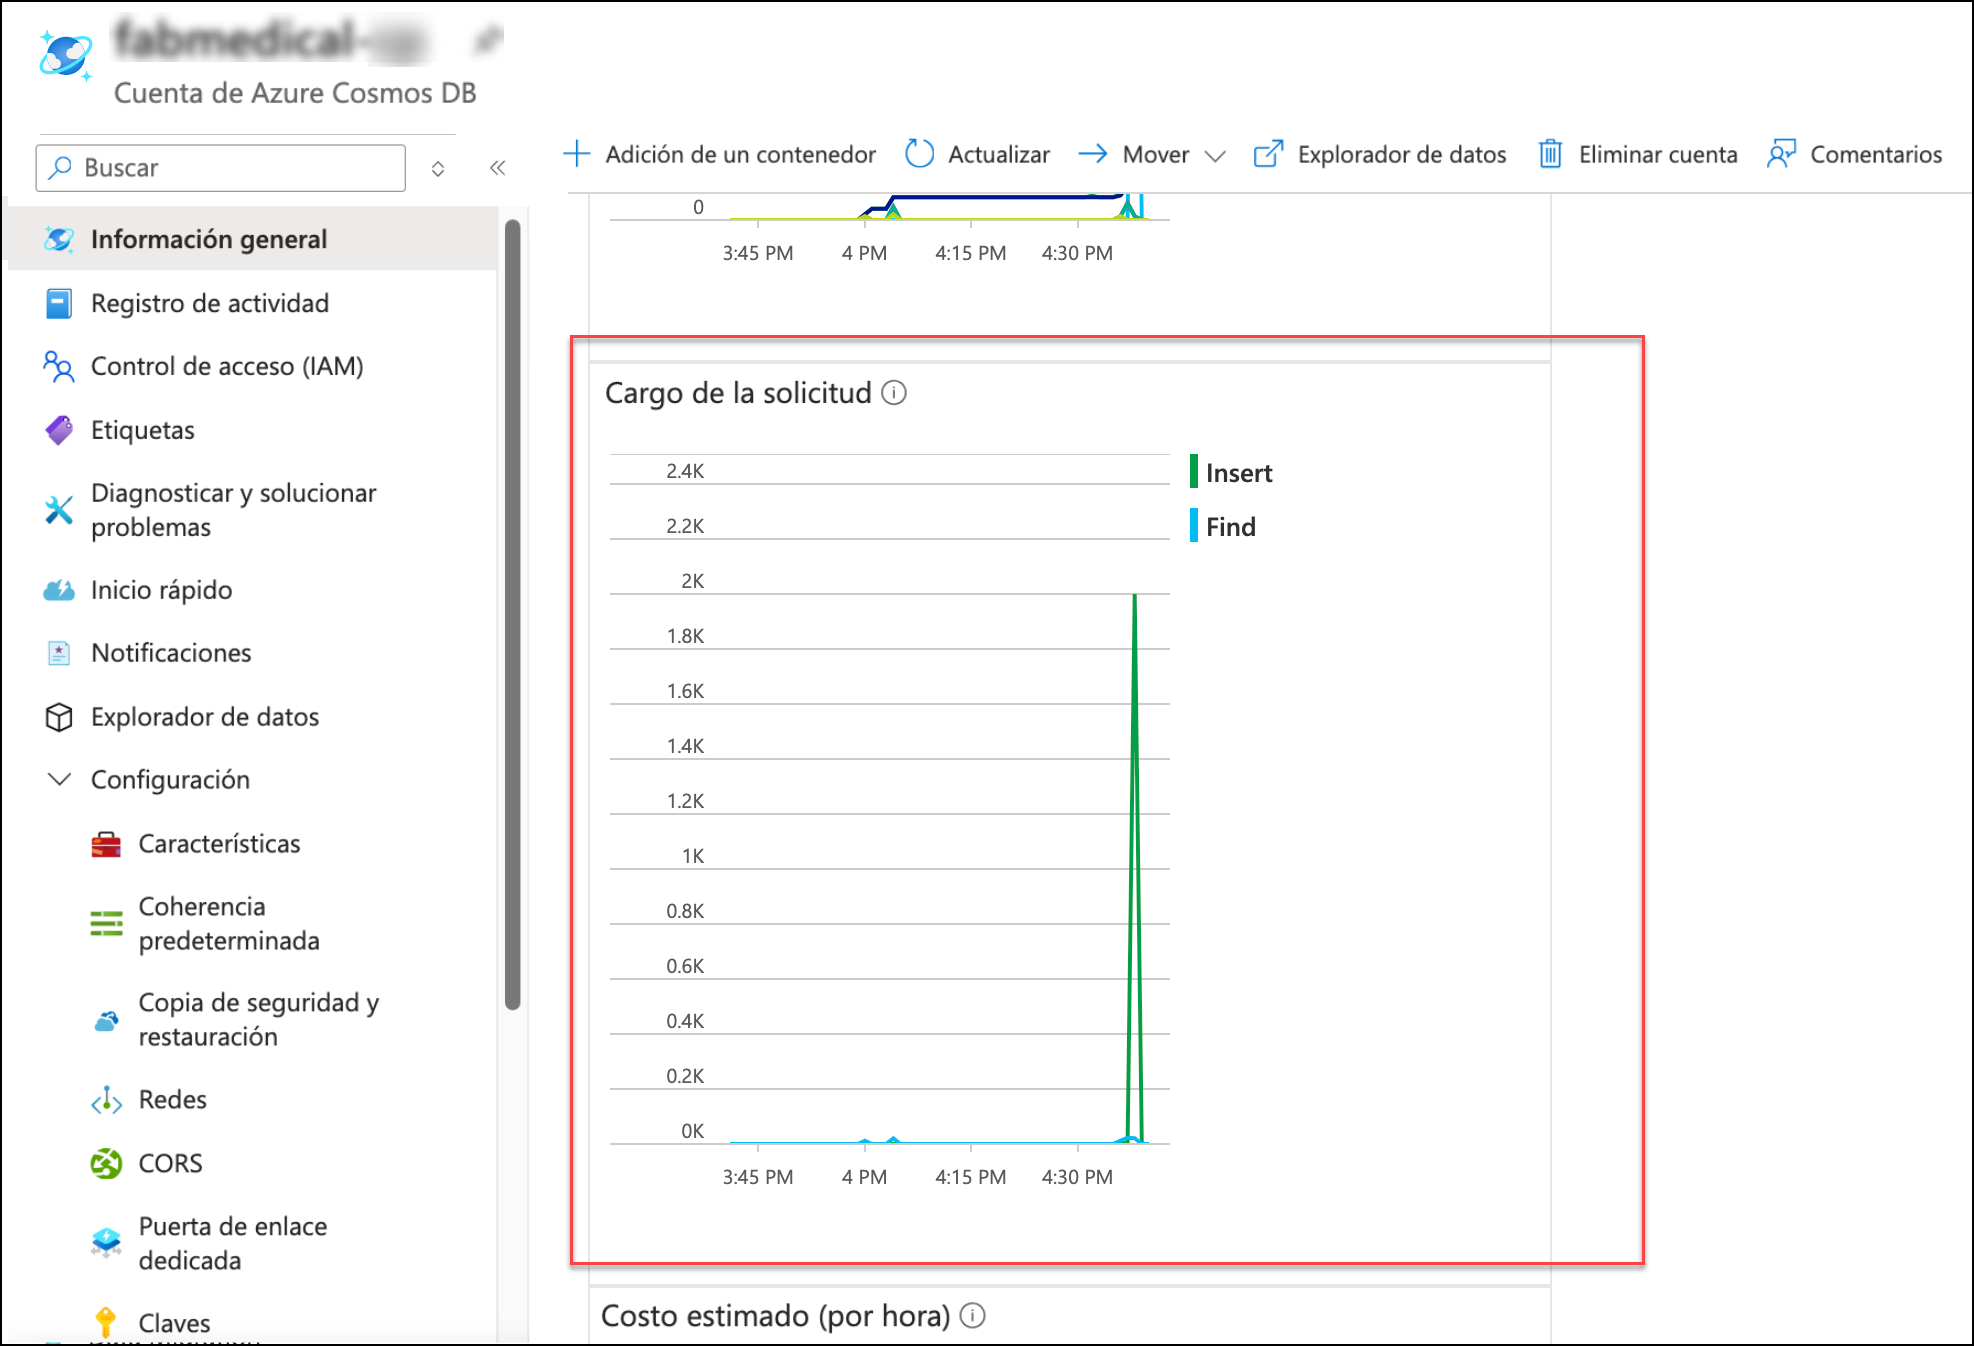 fabmedical-
Cuenta de Azure Cosmos DB
Buscar
Adición de un contenedor
Actualizar
Mover
Explorador de datos
Eliminar cuenta
Comentarios
Información general
Registro de actividad
Control de acceso (IAM)
Etiquetas
Diagnosticar y solucionar
problemas
Inicio rápido
Notificaciones
Explorador de datos
Configuración
Características
Coherencia
predeterminada
Copia de seguridad y
restauración
Redes
CORS
Puerta de enlace
dedicada
Claves
0
3:45 PM 4 PM 4:15 PM 4:30 PM
Cargo de la solicitud
2.4K
2.2K
2K
1.8K
1.6K
1.4K
1.2K
1K
0.8K
0.6K
0.4K
0.2K
0K
3:45 PM 4 PM 4:15 PM 4:30 PM
Insert
Find
Costo estimado (por hora)